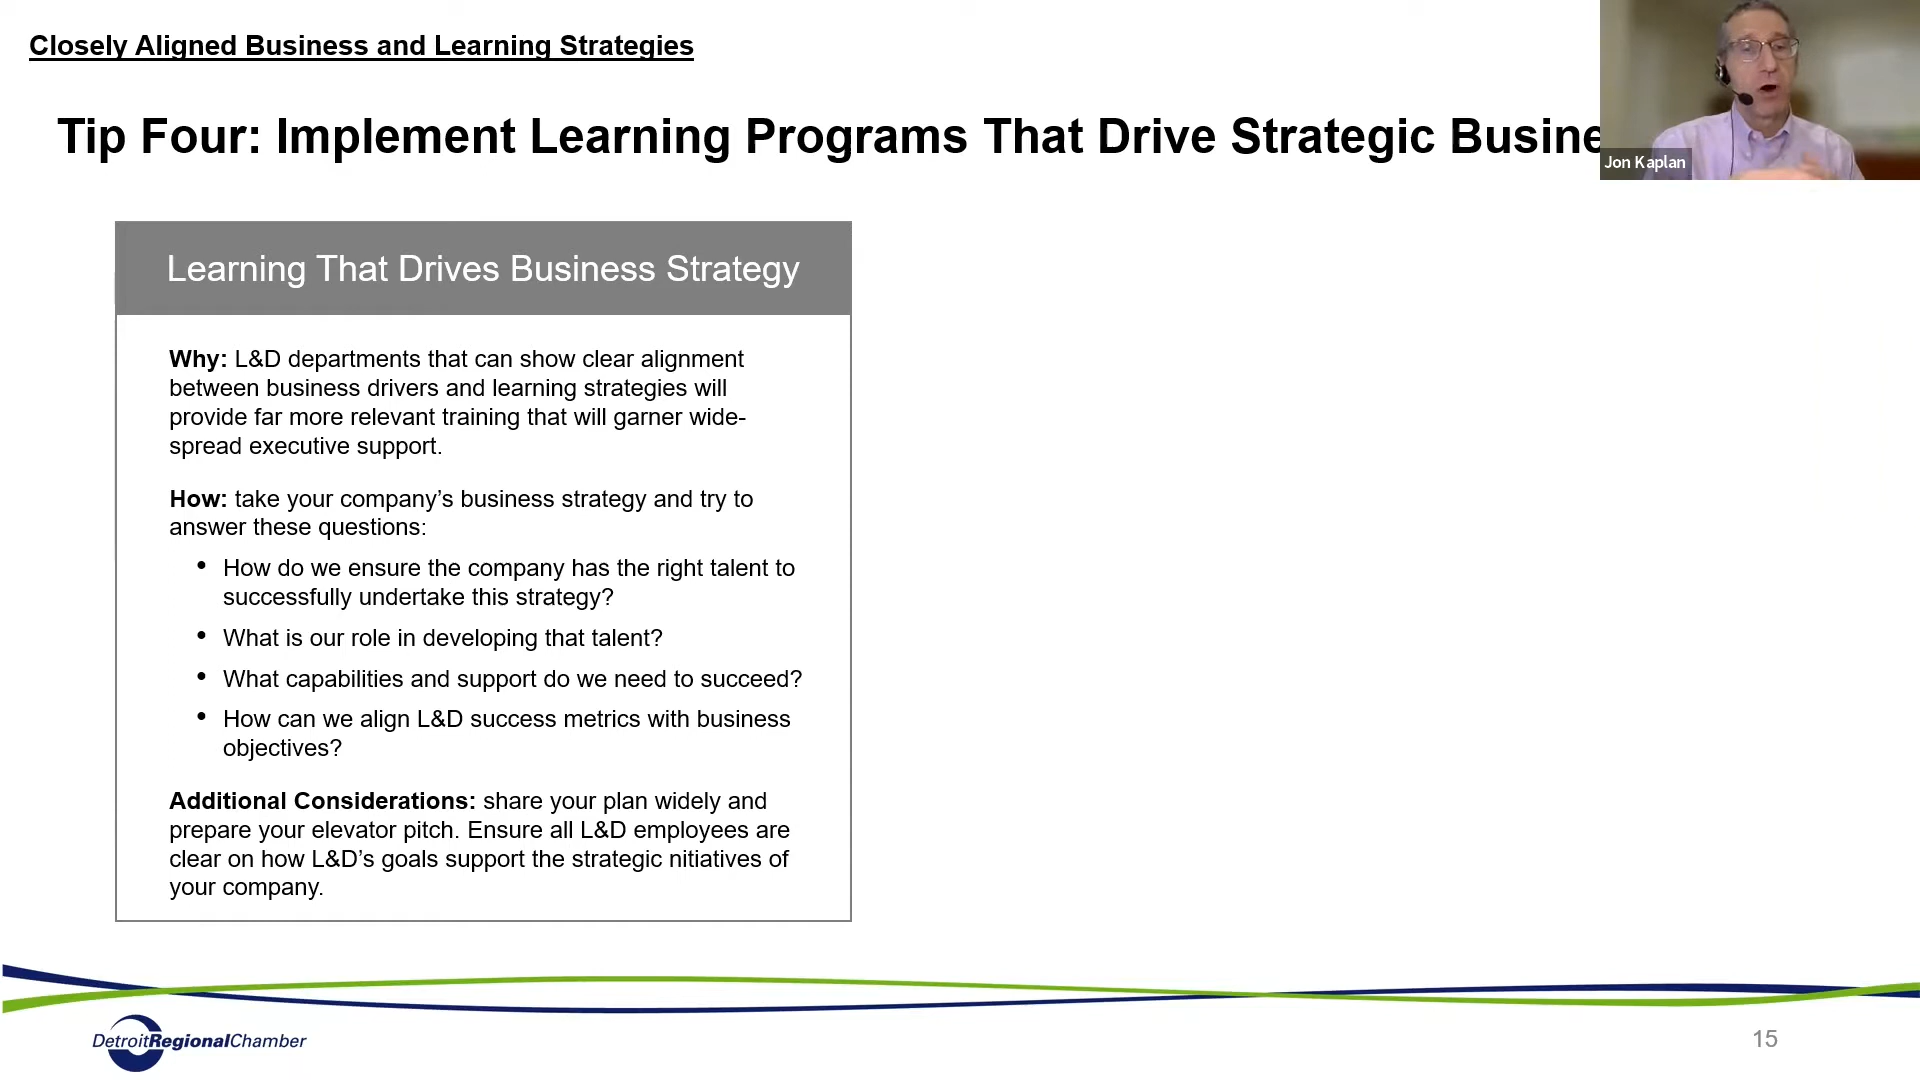 Closely Aligned Business and Learning Strategies
Tip Four: Implement Learning Programs That Drive Strategic Busine
Jon Kaplan
Learning That Drives Business Strategy
Why: L&D departments that can show clear alignment
between business drivers and learning strategies will
provide far more relevant training that will garner wide-
spread executive support.
How: take your company’s business strategy and try to
answer these questions:
• How do we ensure the company has the right talent to
successfully undertake this strategy?
• What is our role in developing that talent?
• What capabilities and support do we need to succeed?
• How can we align L&D success metrics with business
objectives?
Additional Considerations: share your plan widely and
prepare your elevator pitch. Ensure all L&D employees are
clear on how L&D’s goals support the strategic nitiatives of
your company.
DetroitRegionalChamber
15